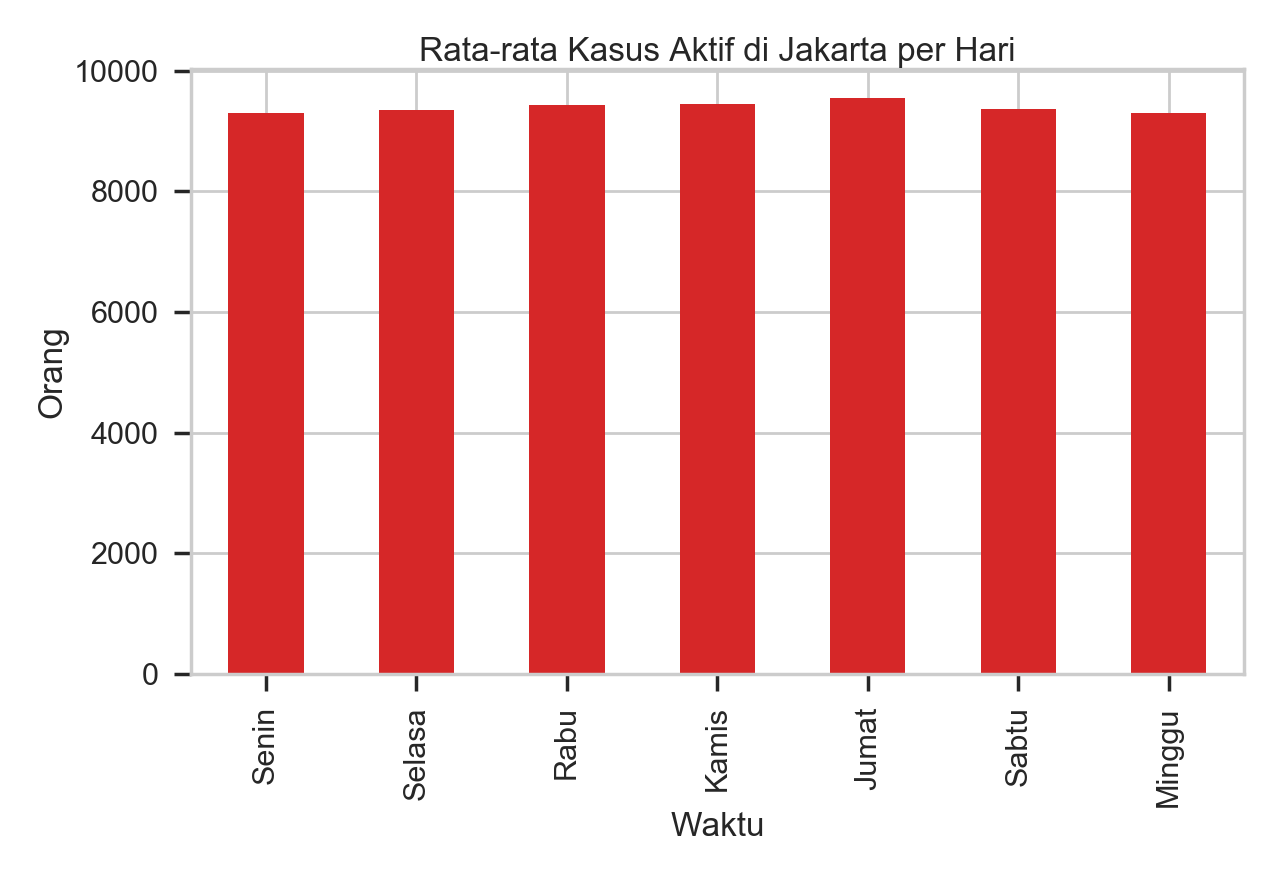 Rata-rata Kasus Aktif di Jakarta per Hari
10000
8000
6000
4000
2000
0
Orang
Senin
Selasa
Rabu
Kamis
Jumat
Sabtu
Minggu
Waktu